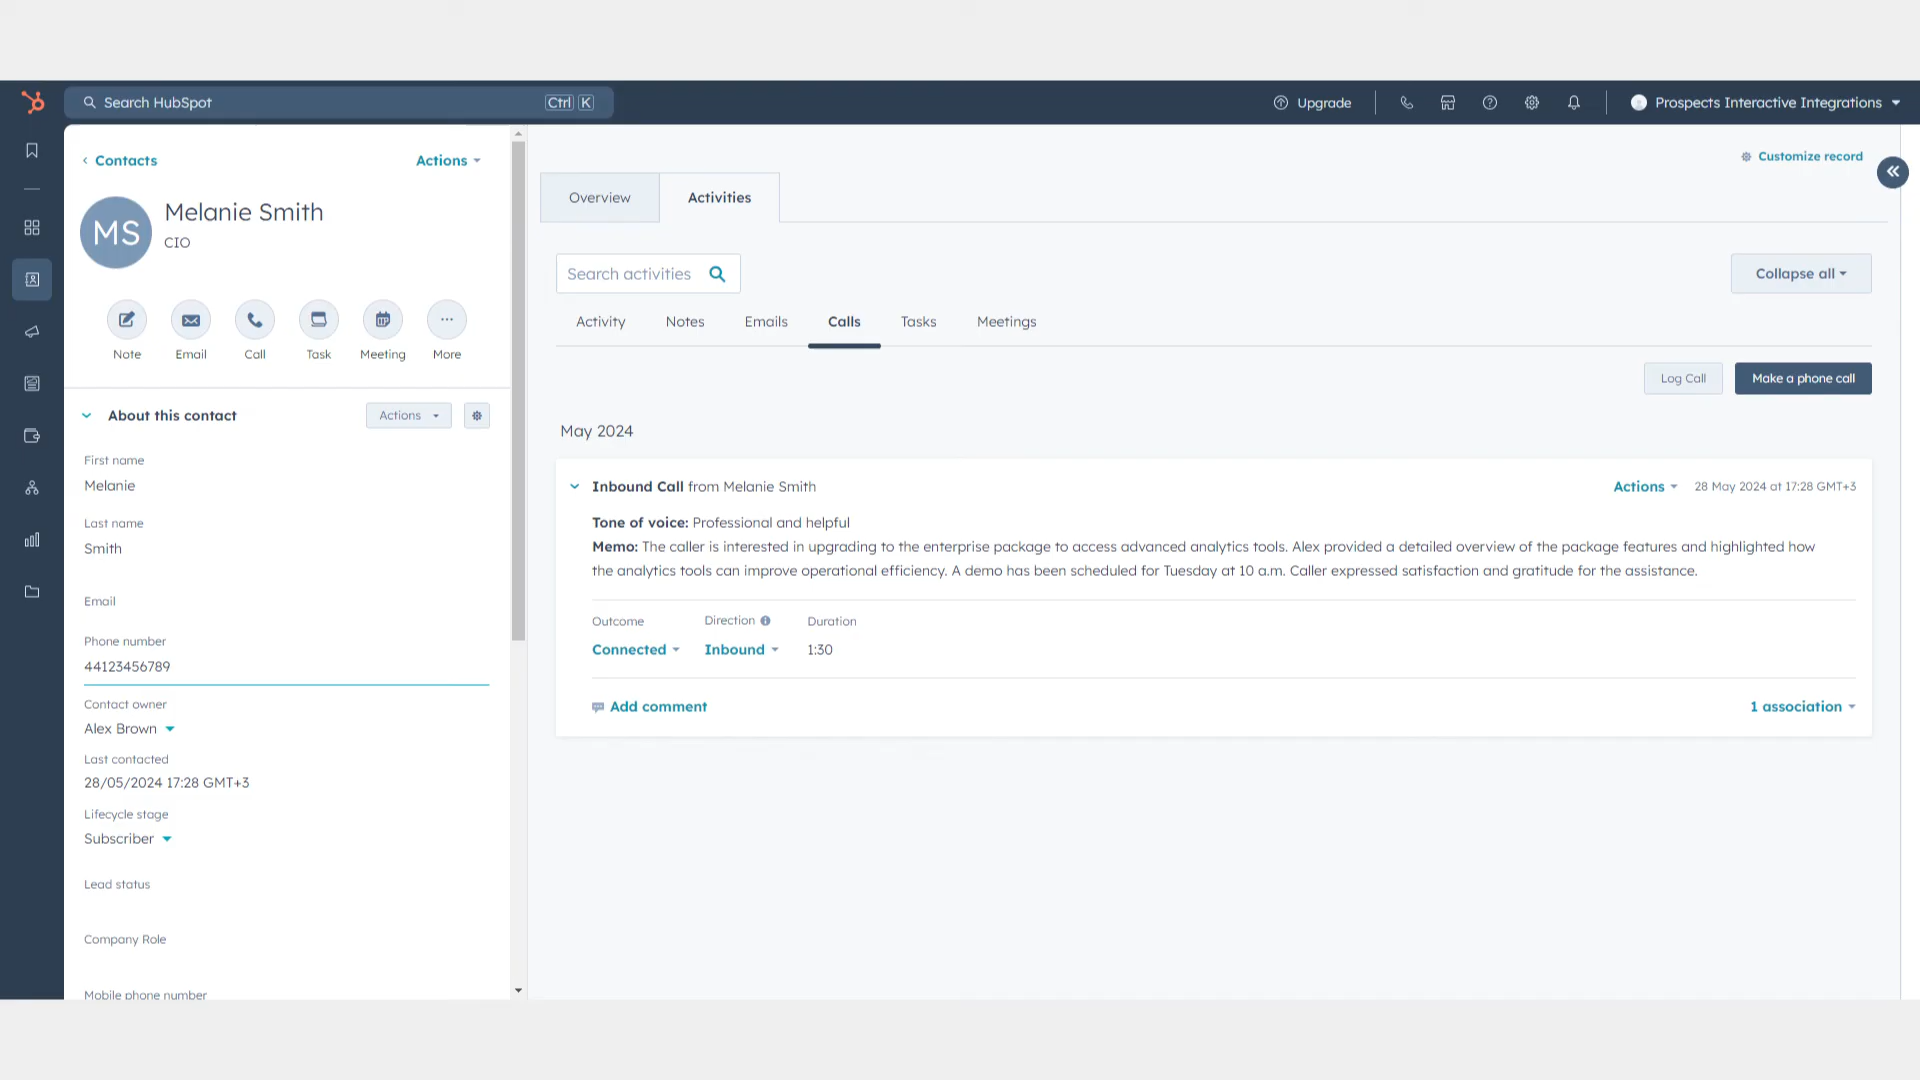 Search HubSpot
Ctrl K
Upgrade
Prospects Interactive Integrations
Contacts
Actions
MS
Melanie Smith
CIO
Note
Email
Call
Task
Meeting
More
About this contact
Actions
First name
Melanie
Last name
Smith
Email
Phone number
44123456789
Contact owner
Alex Brown
Last contacted
28/05/2024 17:28 GMT+3
Lifecycle stage
Subscriber
Lead status
Company Role
Mobile phone number
Customize record
Overview
Activities
Search activities
Collapse all
Activity
Notes
Emails
Calls
Tasks
Meetings
Log Call
Make a phone call
May 2024
Inbound Call from Melanie Smith
Actions
28 May 2024 at 17:28 GMT+3
Tone of voice: Professional and helpful
Memo: The caller is interested in upgrading to the enterprise package to access advanced analytics tools. Alex provided a detailed overview of the package features and highlighted how
the analytics tools can improve operational efficiency. A demo has been scheduled for Tuesday at 10 a.m. Caller expressed satisfaction and gratitude for the assistance.
Outcome
Direction
Duration
Connected
Inbound
1:30
Add comment
1 association